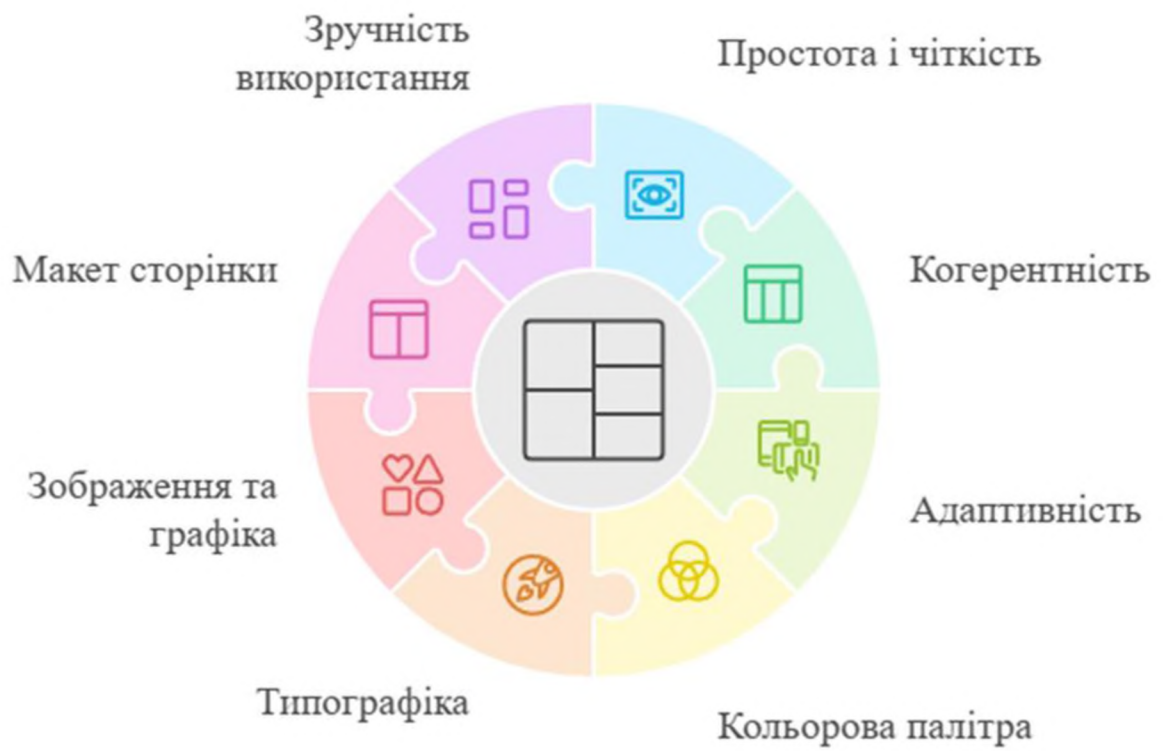 Зручність
використання
Простота і чіткість
Макет сторінки
Когерентність
Зображення та
графіка
Адаптивність
Типографіка
Кольорова палітра